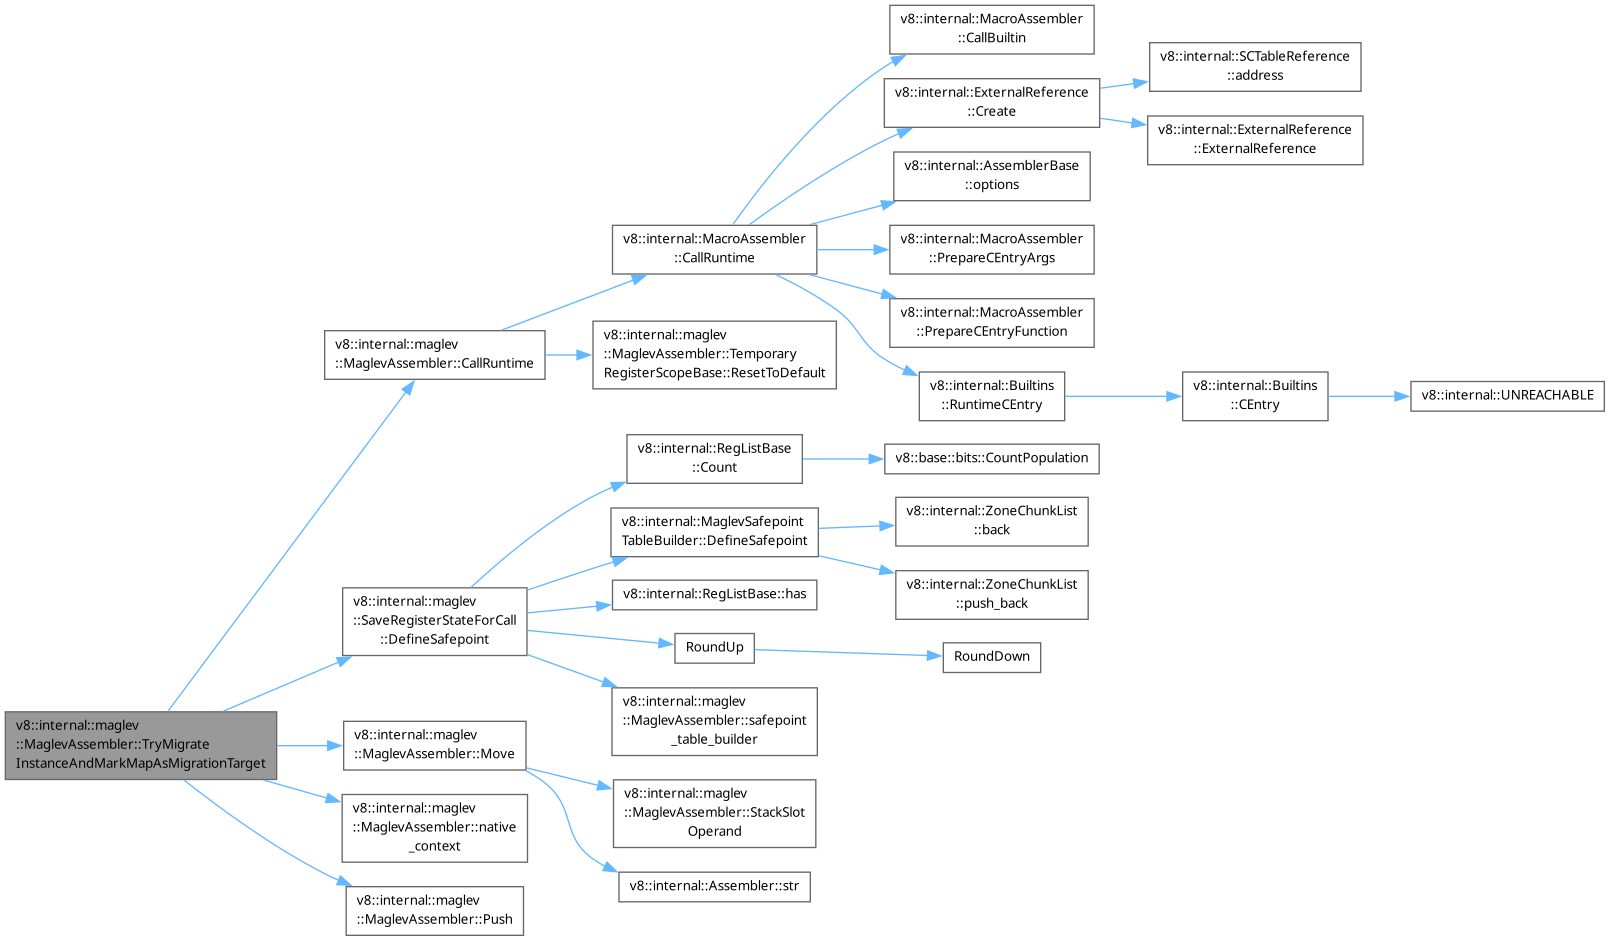 v8::internal::MacroAssembler
::CallBuiltin
v8::internal::SCTableReference
::address
v8::internal::ExternalReference
::Create
v8::internal::ExternalReference
::ExternalReference
v8::internal::AssemblerBase
::options
v8::internal::MacroAssembler
::CallRuntime
v8::internal::MacroAssembler
::PrepareCEntryArgs
v8::internal::MacroAssembler
::PrepareCEntryFunction
v8::internal::maglev
::MaglevAssembler::CallRuntime
v8::internal::maglev
::MaglevAssembler::Temporary
RegisterScopeBase::ResetToDefault
v8::internal::Builtins
::RuntimeCEntry
v8::internal::Builtins
::CEntry
v8::internal::UNREACHABLE
v8::internal::RegListBase
::Count
v8::base::bits::CountPopulation
v8::internal::MaglevSafepoint
TableBuilder::DefineSafepoint
v8::internal::ZoneChunkList
::back
v8::internal::ZoneChunkList
::push_back
v8::internal::maglev
::SaveRegisterStateForCall
::DefineSafepoint
v8::internal::RegListBase::has
RoundUp
RoundDown
v8::internal::maglev
::MaglevAssembler::safepoint
_table_builder
v8::internal::maglev
::MaglevAssembler::TryMigrate
InstanceAndMarkMapAsMigrationTarget
v8::internal::maglev
::MaglevAssembler::Move
v8::internal::maglev
::MaglevAssembler::StackSlot
Operand
v8::internal::maglev
::MaglevAssembler::native
_context
v8::internal::Assembler::str
v8::internal::maglev
::MaglevAssembler::Push